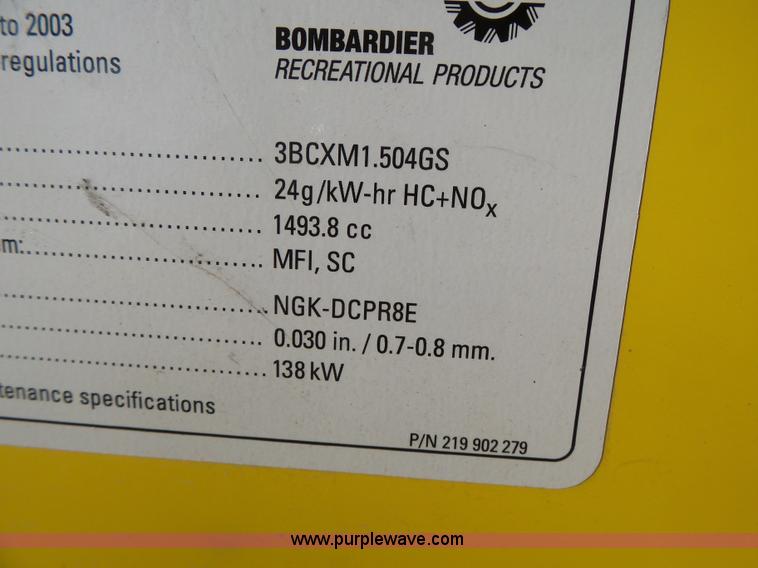 to 2003
regulations
BOMBARDIER
RECREATIONAL PRODUCTS
3BCXM1.504GS
24g/kW-hr HC+NOx
1493.8 cc
m: MFI, SC
NGK-DCPR8E
0.030 in. / 0.7-0.8 mm.
138 kW
tenance specifications
P/N 219 902 279
www.purplewave.com